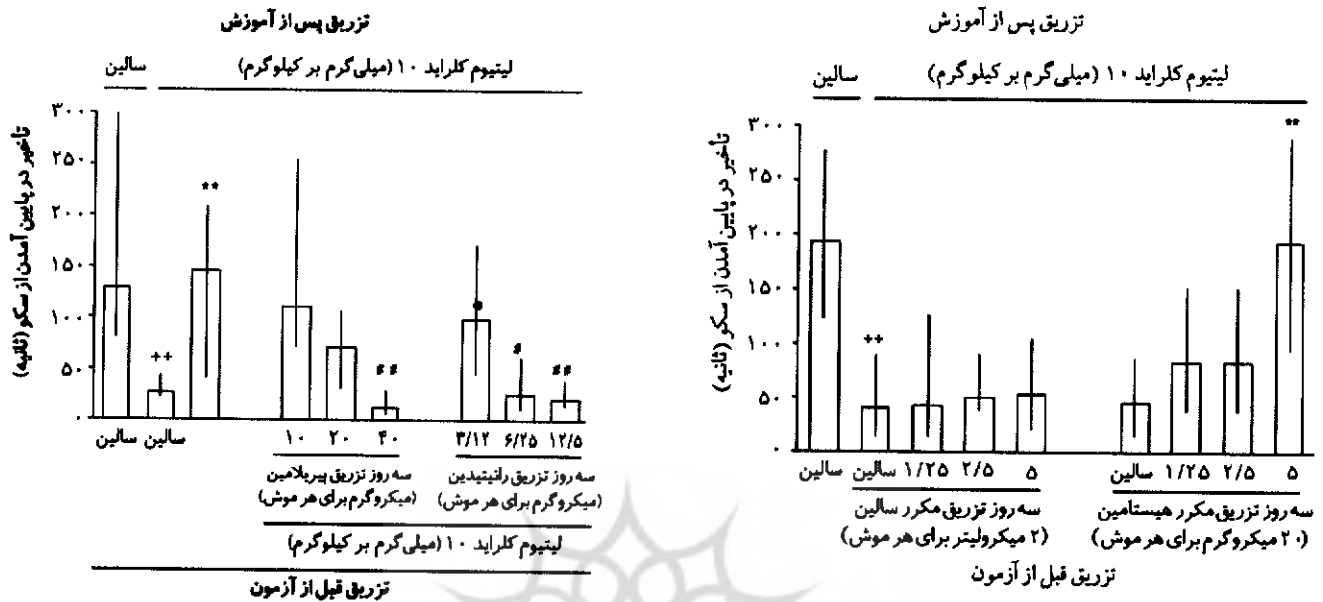 تزریق پس از آموزش
سالین
لیتیوم کلراید ۱۰ (میلی‌گرم بر کیلوگرم)
تأخیر در پایین آمدن از سکو (ثانیه)
۳۰۰
۲۵۰
۲۰۰
۱۵۰
۱۰۰
۵۰
۰
++
**
##
#
##
سالین سالین
۱۰ ۲۰ ۴۰
۳/۱۲ ۶/۲۵ ۱۲/۵
سه روز تزریق پیریلامین
(میکروگرم برای هر موش)
سه روز تزریق رانیتیدین
(میکروگرم برای هر موش)
لیتیوم کلراید ۱۰ (میلی‌گرم بر کیلوگرم)
تزریق قبل از آزمون
تزریق پس از آموزش
سالین
لیتیوم کلراید ۱۰ (میلی‌گرم بر کیلوگرم)
تأخیر در پایین آمدن از سکو (ثانیه)
۳۰۰
۲۵۰
۲۰۰
۱۵۰
۱۰۰
۵۰
۰
++
**
سالین
سالین ۱/۲۵ ۲/۵ ۵
سالین ۱/۲۵ ۲/۵ ۵
سه روز تزریق مکرر سالین
(۲ میکرولیتر برای هر موش)
سه روز تزریق مکرر هیستامین
(۲۰ میکروگرم برای هر موش)
تزریق قبل از آزمون